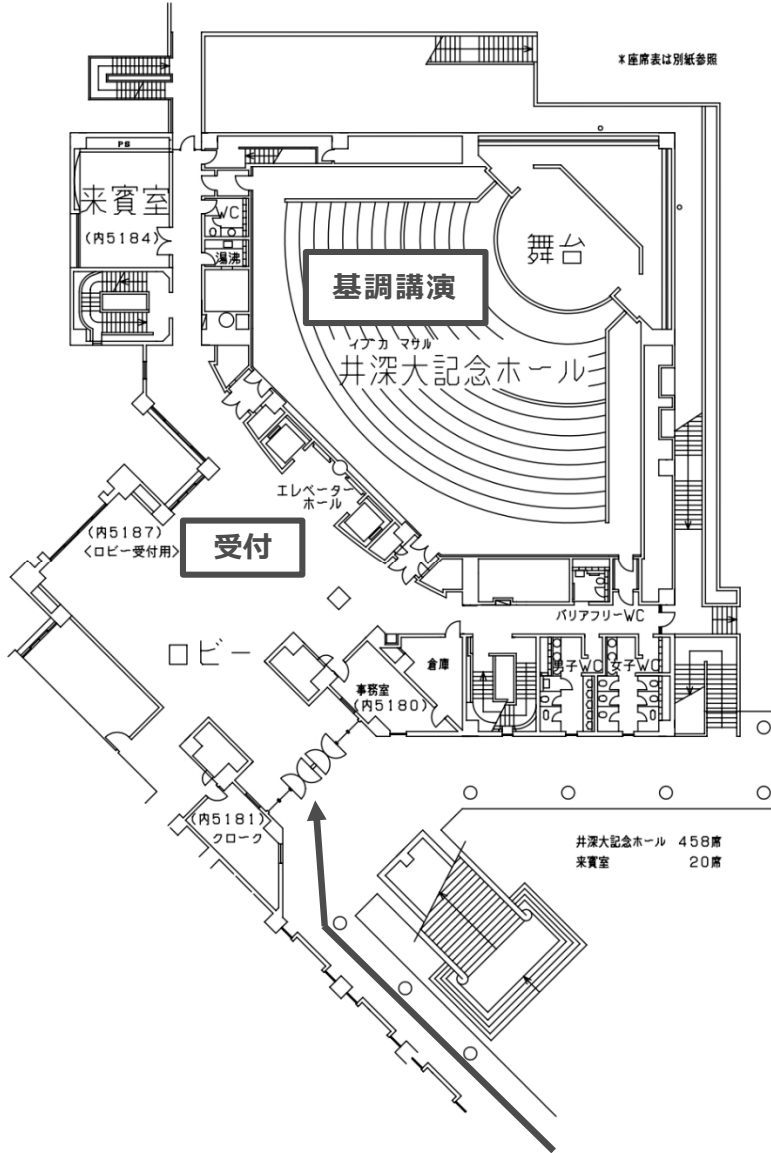 *座席表は別紙参照
PS
来賓室
(内5184)
WC
湯沸
舞台
基調講演
イブカ マサル
井深大記念ホール
エレベーター
ホール
(内5187)
<ロビー受付用>
受付
バリアフリーWC
ロビー
倉庫
男子WC
女子WC
事務室
(内5180)
(内5181)
クローク
井深大記念ホール 458席
来賓室 20席